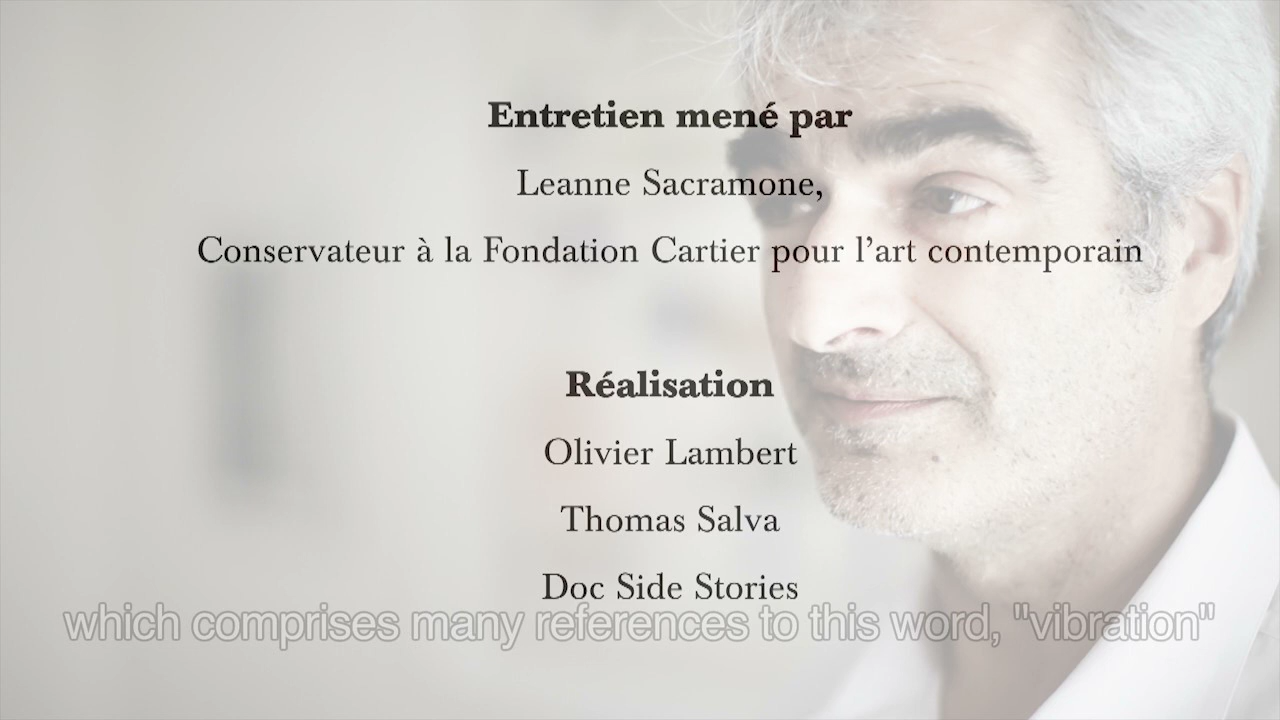 Entretien mené par
Leanne Sacramone,
Conservateur à la Fondation Cartier pour l’art contemporain
Réalisation
Olivier Lambert
Thomas Salva
Doc Side Stories
which comprises many references to this word, "vibration"